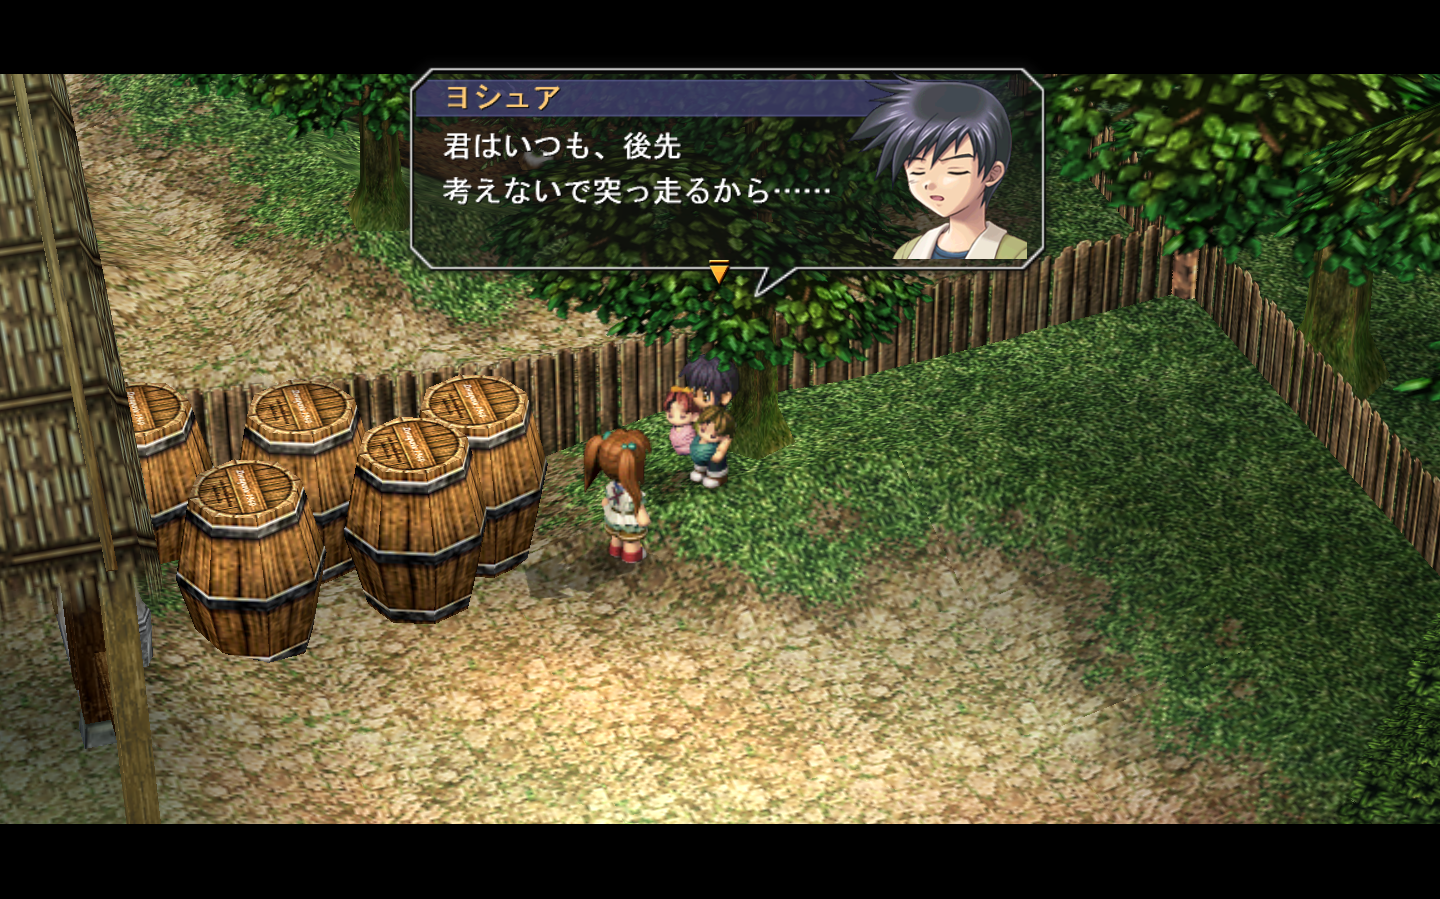 ヨシュア
君はいつも、後先
考えないで突っ走るから……